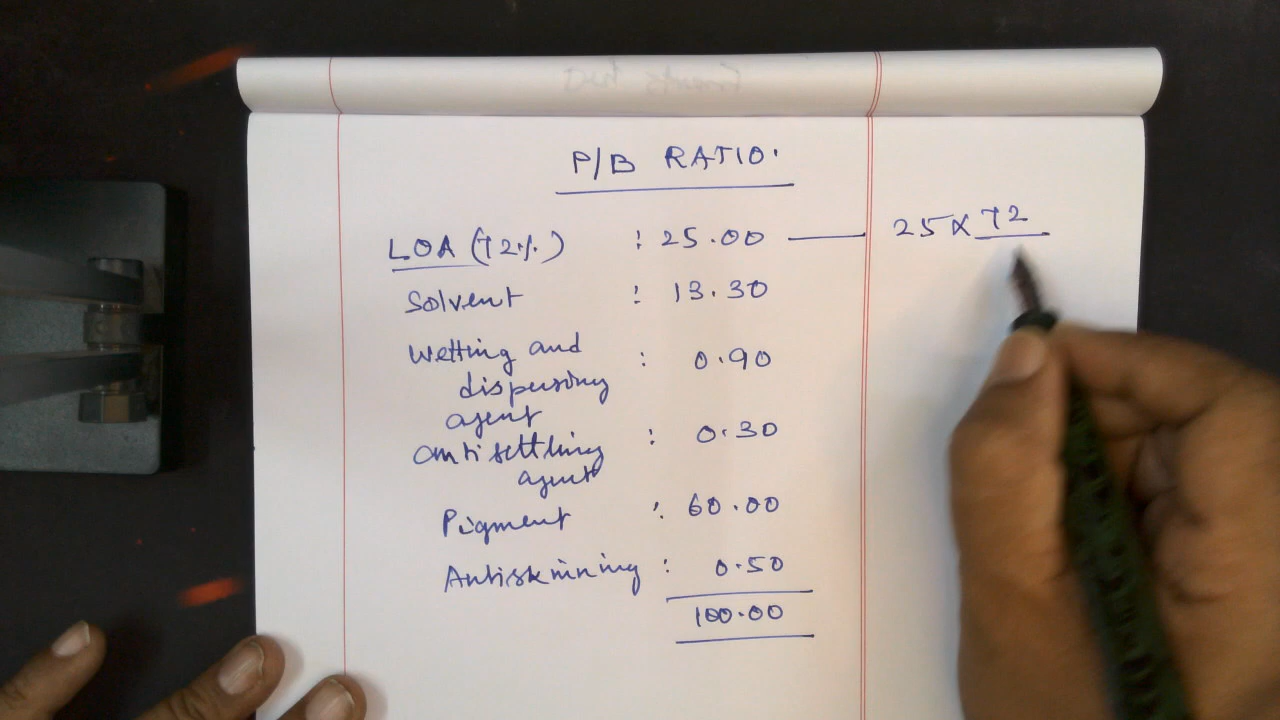 P/B RATIO.
LOA (72%) : 25.00 — 25 x 72
Solvent : 13.30
Wetting and : 0.90
dispersing
agent
Anti settling : 0.30
agent
Pigment : 60.00
Antiskinning : 0.50
100.00